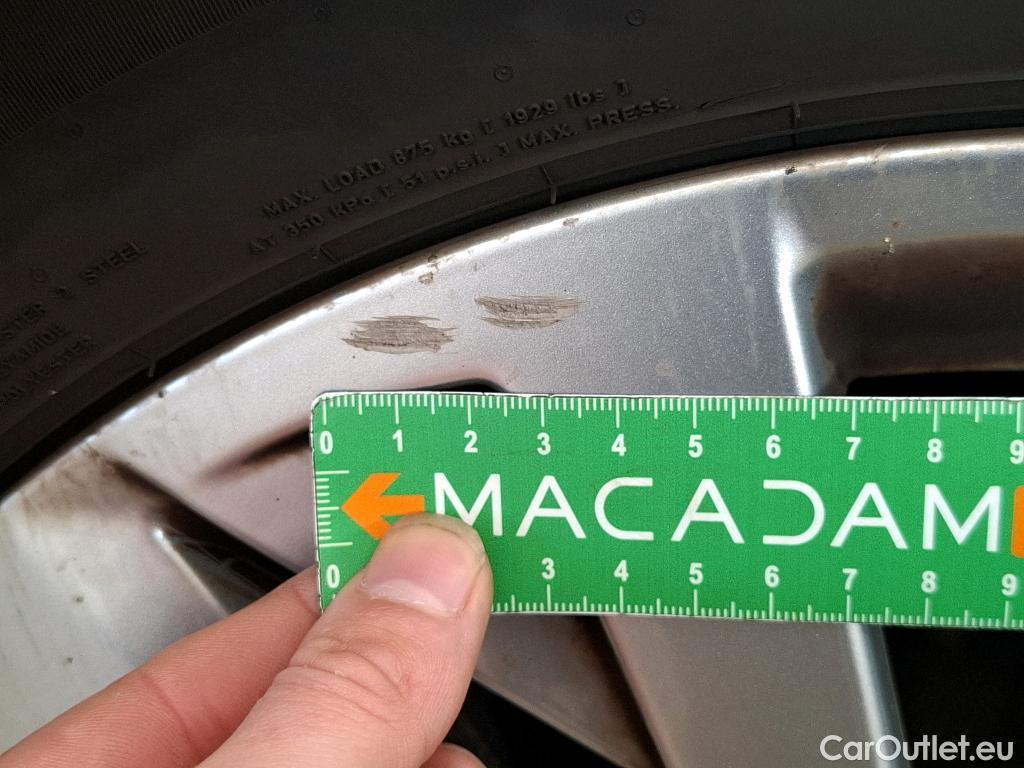 MAX. LOAD 875 kg [ 1929 lbs ]
AT 350 KPa [ 51 p.s.i. ] MAX. PRESS.
2 STEEL
0 1 2 3 4 5 6 7 8 9
MACADAM
0 3 4 5 6 7 8 9
CarOutlet.eu